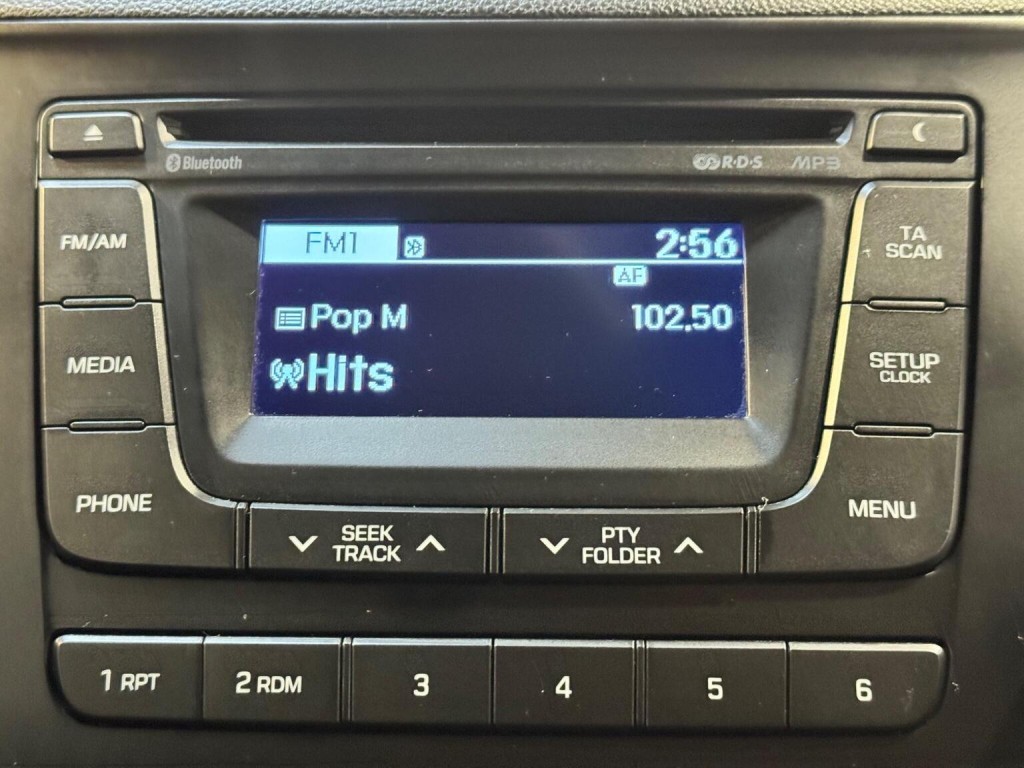 Bluetooth
R·D·S MP3
FM/AM
TA
SCAN
FM1
2:56
AF
Pop M 102.50
Hits
MEDIA
SETUP
CLOCK
PHONE
MENU
SEEK
TRACK
PTY
FOLDER
1 RPT
2 RDM
3
4
5
6